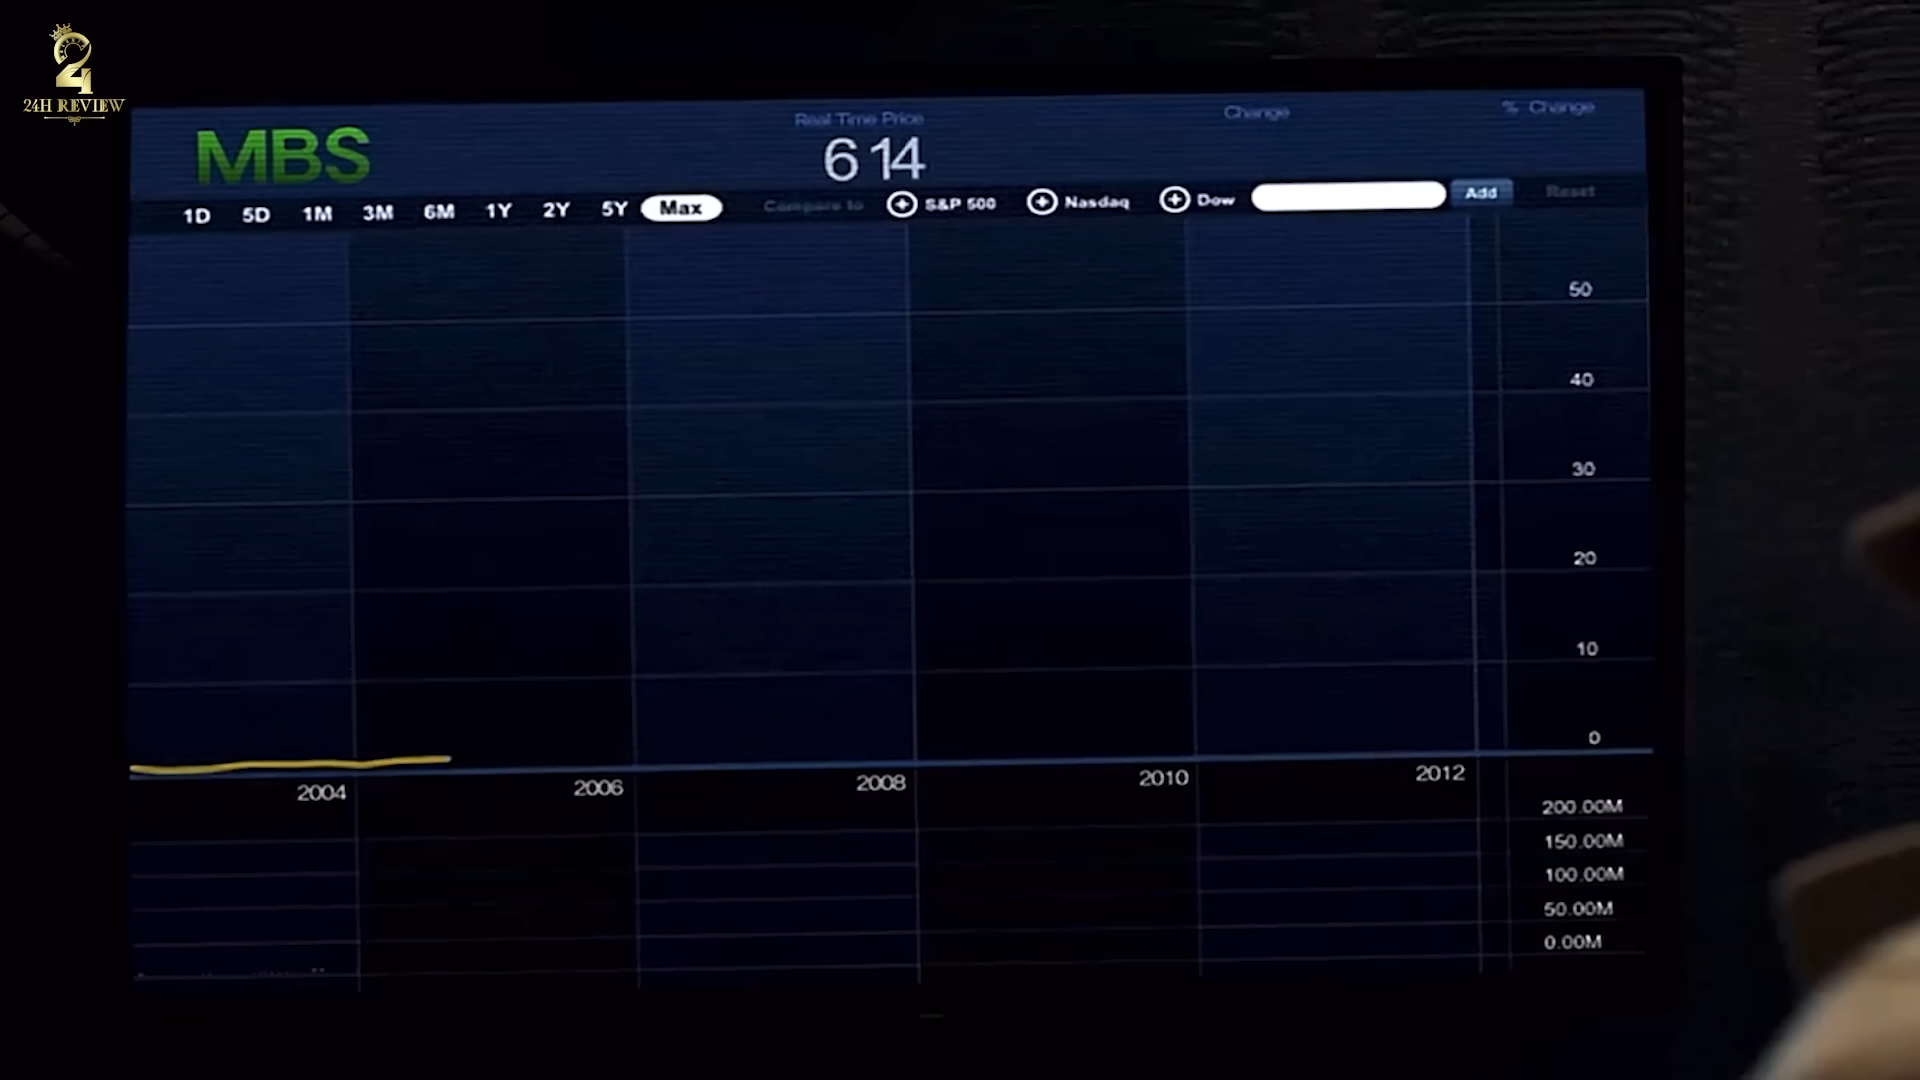 24H REVIEW
MBS
Real Time Price
Change
% Change
6 14
1D 5D 1M 3M 6M 1Y 2Y 5Y Max Compare to S&P 500 Nasdaq Dow Add Reset
50
40
30
20
10
0
2004 2006 2008 2010 2012
200.00M
150.00M
100.00M
50.00M
0.00M